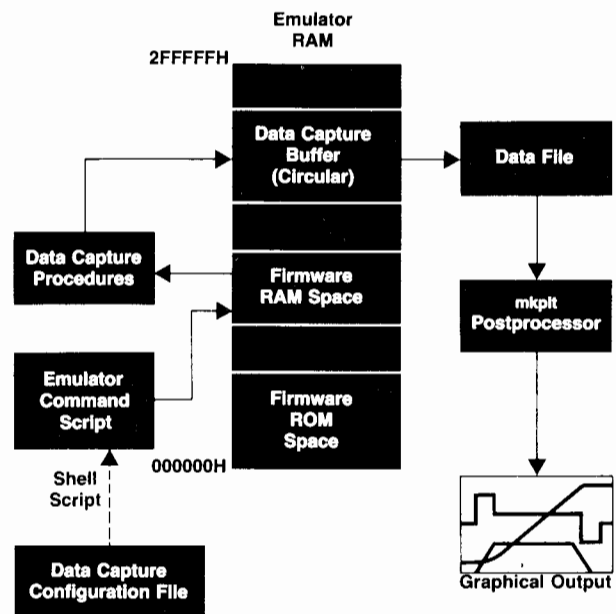 Emulator
RAM
2FFFFFH
Data Capture
Buffer
(Circular)
Data File
Data Capture
Procedures
Firmware
RAM Space
mkplt
Postprocessor
Emulator
Command
Script
Firmware
ROM
Space
000000H
Shell
Script
Data Capture
Configuration File
Graphical Output